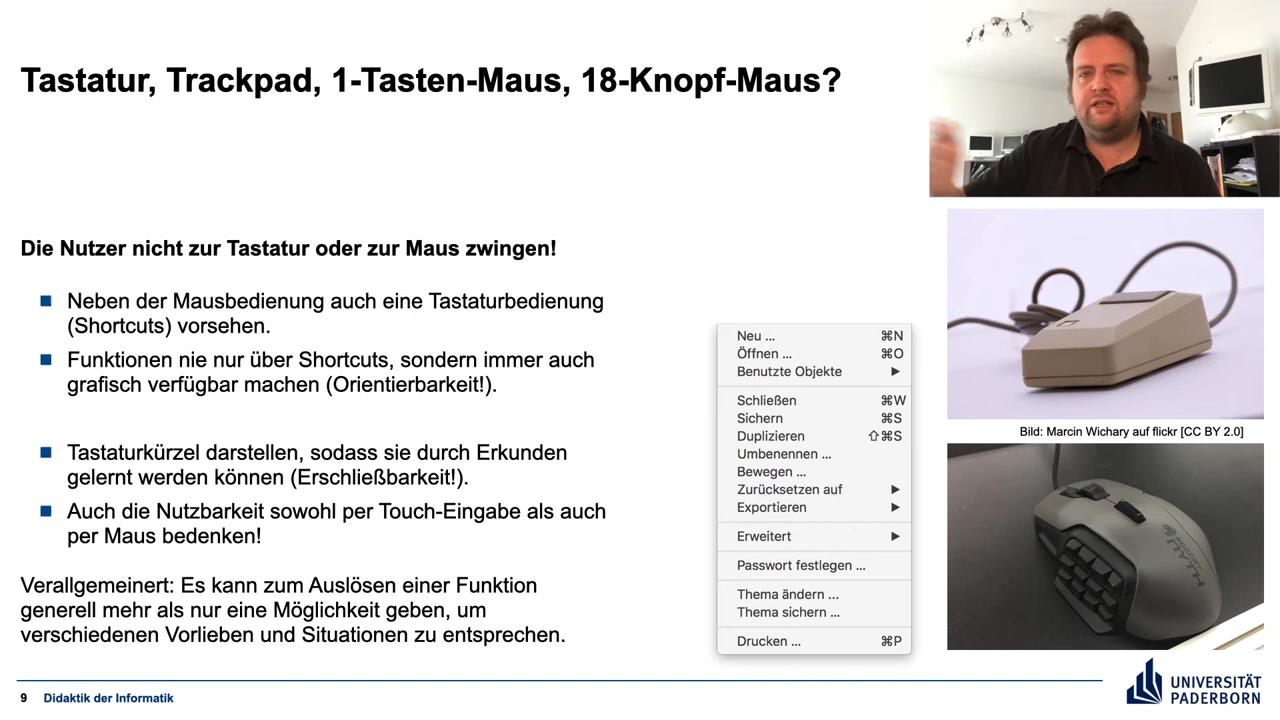 Tastatur, Trackpad, 1-Tasten-Maus, 18-Knopf-Maus?
Die Nutzer nicht zur Tastatur oder zur Maus zwingen!
Neben der Mausbedienung auch eine Tastaturbedienung
(Shortcuts) vorsehen.
Funktionen nie nur über Shortcuts, sondern immer auch
grafisch verfügbar machen (Orientierbarkeit!).
Tastaturkürzel darstellen, sodass sie durch Erkunden
gelernt werden können (Erschließbarkeit!).
Auch die Nutzbarkeit sowohl per Touch-Eingabe als auch
per Maus bedenken!
Verallgemeinert: Es kann zum Auslösen einer Funktion
generell mehr als nur eine Möglichkeit geben, um
verschiedenen Vorlieben und Situationen zu entsprechen.
Neu ... ⌘N
Öffnen ... ⌘O
Benutzte Objekte ▶
Schließen ⌘W
Sichern ⌘S
Duplizieren ⇧⌘S
Umbenennen ...
Bewegen ...
Zurücksetzen auf ▶
Exportieren ▶
Erweitert ▶
Passwort festlegen ...
Thema ändern ...
Thema sichern ...
Drucken ... ⌘P
Bild: Marcin Wichary auf flickr [CC BY 2.0]
ROCCAT
NYTH
9 Didaktik der Informatik
UNIVERSITÄT
PADERBORN